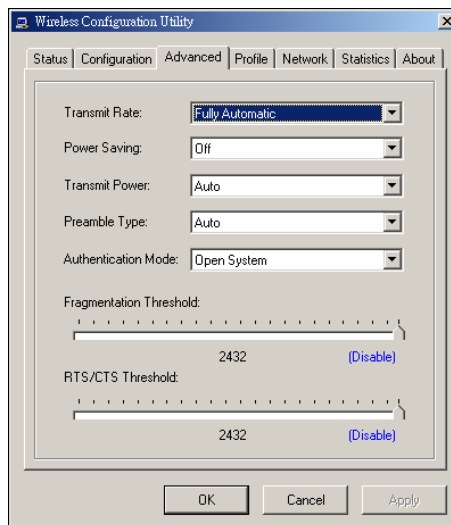 Wireless Configuration Utility
Status Configuration Advanced Profile Network Statistics About
Transmit Rate: Fully Automatic
Power Saving: Off
Transmit Power: Auto
Preamble Type: Auto
Authentication Mode: Open System
Fragmentation Threshold:
2432 (Disable)
RTS/CTS Threshold:
2432 (Disable)
OK Cancel Apply